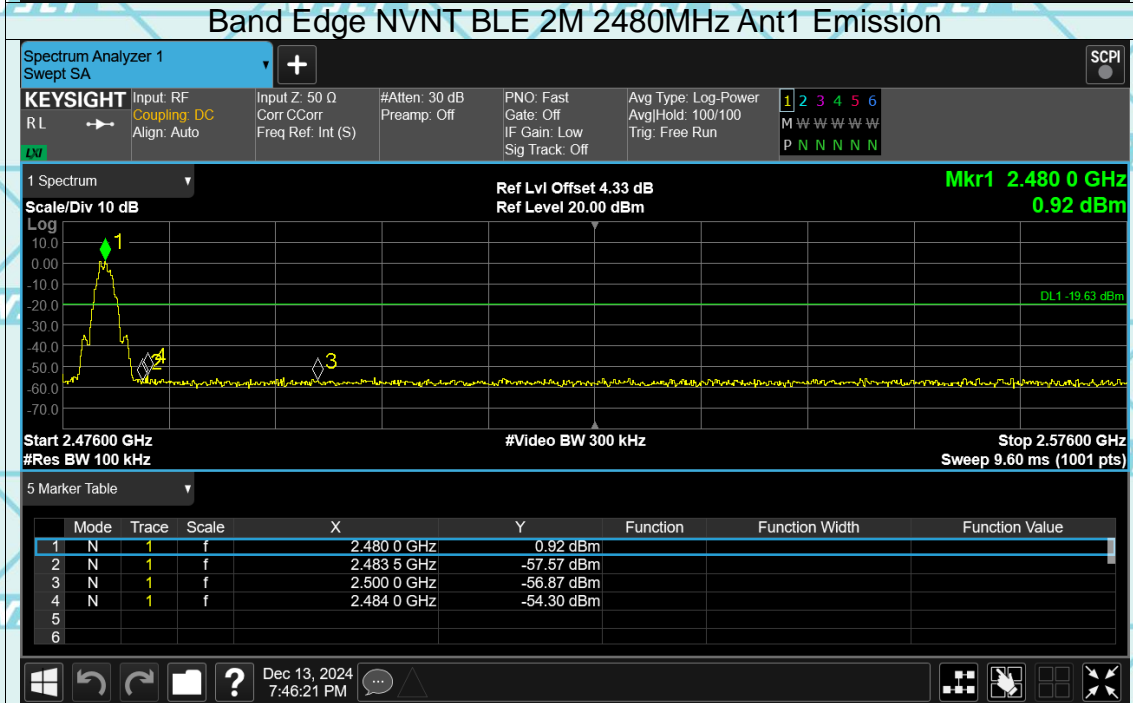 Band Edge NVNT BLE 2M 2480MHz Ant1 Emission
Spectrum Analyzer 1
Swept SA
+
SCPI
KEYSIGHT Input: RF Input Z: 50 Ω #Atten: 30 dB PNO: Fast Avg Type: Log-Power 1 2 3 4 5 6
RL Coupling: DC Corr CCorr Preamp: Off Gate: Off Avg|Hold: 100/100 M W W W W W
Align: Auto Freq Ref: Int (S) IF Gain: Low Trig: Free Run
LXI Sig Track: Off P N N N N N
1 Spectrum Ref Lvl Offset 4.33 dB Mkr1 2.480 0 GHz
Scale/Div 10 dB Ref Level 20.00 dBm 0.92 dBm
Log
10.0 1
0.00
-10.0
-20.0 DL1 -19.63 dBm
-30.0
-40.0
-50.0 2 4 3
-60.0
-70.0
Start 2.47600 GHz #Video BW 300 kHz Stop 2.57600 GHz
#Res BW 100 kHz Sweep 9.60 ms (1001 pts)
5 Marker Table
Mode Trace Scale X Y Function Function Width Function Value
1 N 1 f 2.480 0 GHz 0.92 dBm
2 N 1 f 2.483 5 GHz -57.57 dBm
3 N 1 f 2.500 0 GHz -56.87 dBm
4 N 1 f 2.484 0 GHz -54.30 dBm
5
6
? Dec 13, 2024
7:46:21 PM